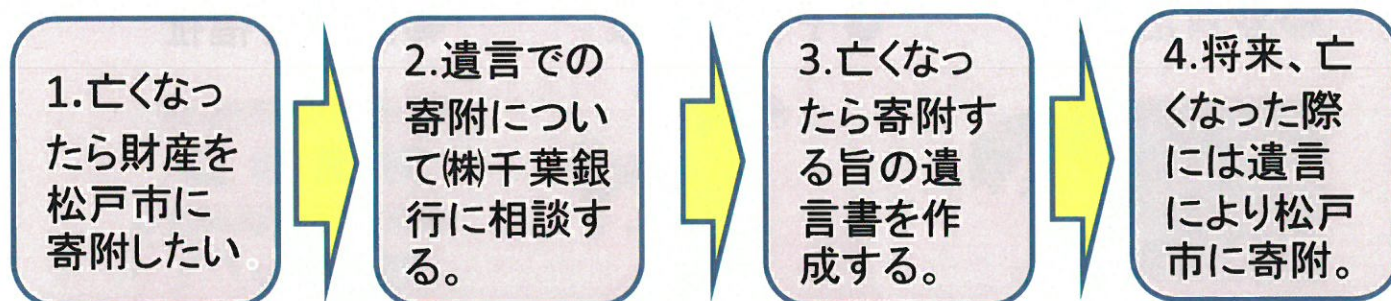 1.亡くなっ
たら財産を
松戸市に
寄附したい。
2.遺言での
寄附につい
て㈱千葉銀
行に相談す
る。
3.亡くなっ
たら寄附す
る旨の遺
言書を作
成する。
4.将来、亡
くなった際
には遺言
により松戸
市に寄附。